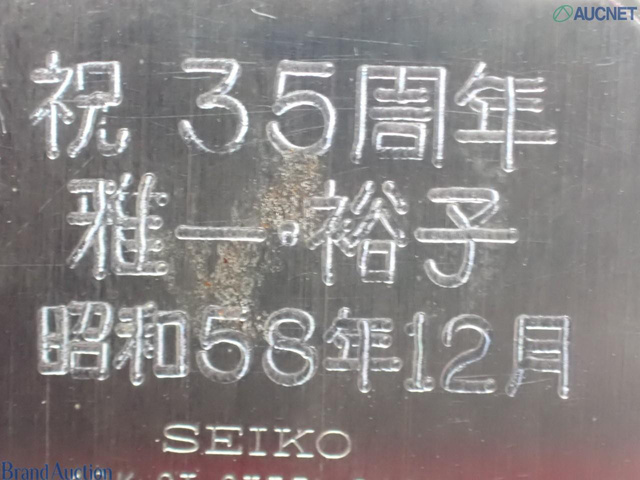 AUCNET
祝 35周年
雅一・裕子
昭和58年12月
SEIKO
Brand Auction